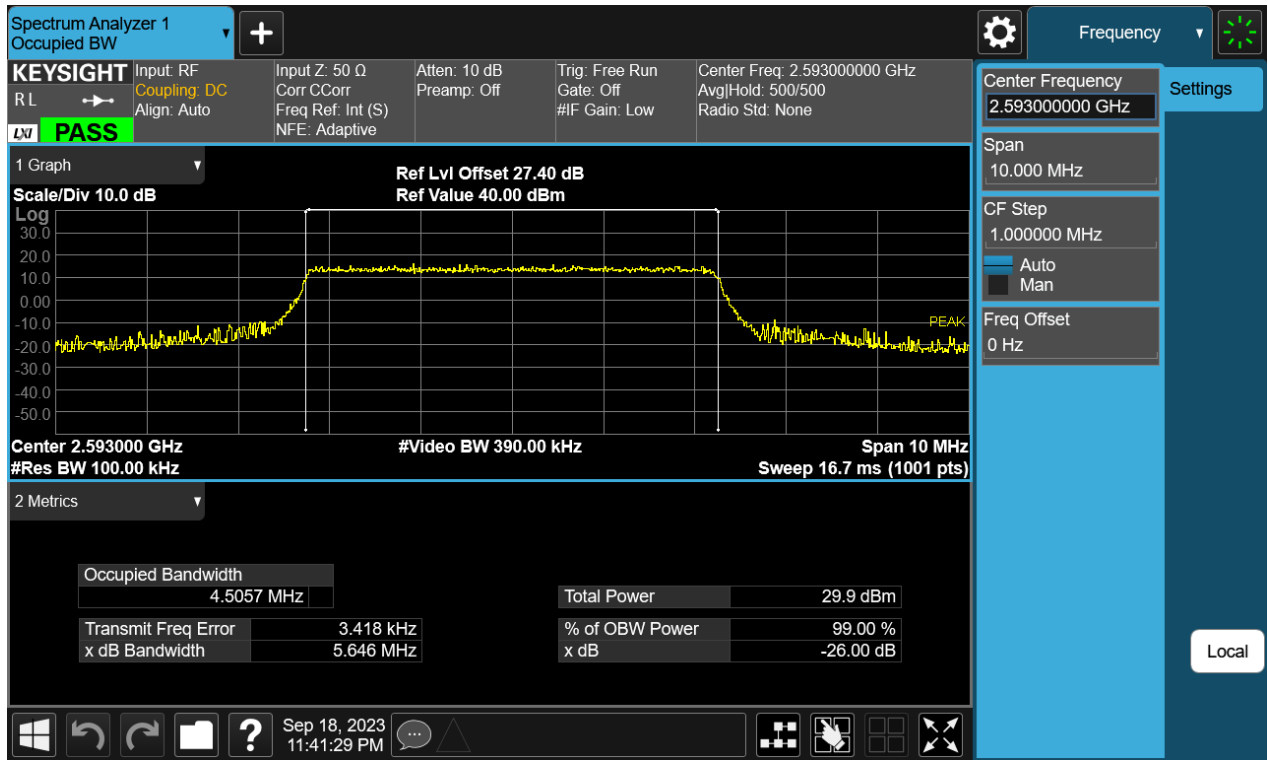 Spectrum Analyzer 1
Occupied BW
+
Frequency
KEYSIGHT
R L
LXI
PASS
Input: RF
Coupling: DC
Align: Auto
Input Z: 50 Ω
Corr CCorr
Freq Ref: Int (S)
NFE: Adaptive
Atten: 10 dB
Preamp: Off
Trig: Free Run
Gate: Off
#IF Gain: Low
Center Freq: 2.593000000 GHz
Avg|Hold: 500/500
Radio Std: None
Center Frequency
2.593000000 GHz
Settings
Span
10.000 MHz
CF Step
1.000000 MHz
Auto
Man
Freq Offset
0 Hz
1 Graph
Scale/Div 10.0 dB
Ref Lvl Offset 27.40 dB
Ref Value 40.00 dBm
Log
30.0
20.0
10.0
0.00
-10.0
-20.0
-30.0
-40.0
-50.0
PEAK
Center 2.593000 GHz
#Video BW 390.00 kHz
Span 10 MHz
#Res BW 100.00 kHz
Sweep 16.7 ms (1001 pts)
2 Metrics
Occupied Bandwidth
4.5057 MHz
Total Power 29.9 dBm
Transmit Freq Error 3.418 kHz
% of OBW Power 99.00 %
x dB Bandwidth 5.646 MHz
x dB -26.00 dB
Local
?
Sep 18, 2023
11:41:29 PM